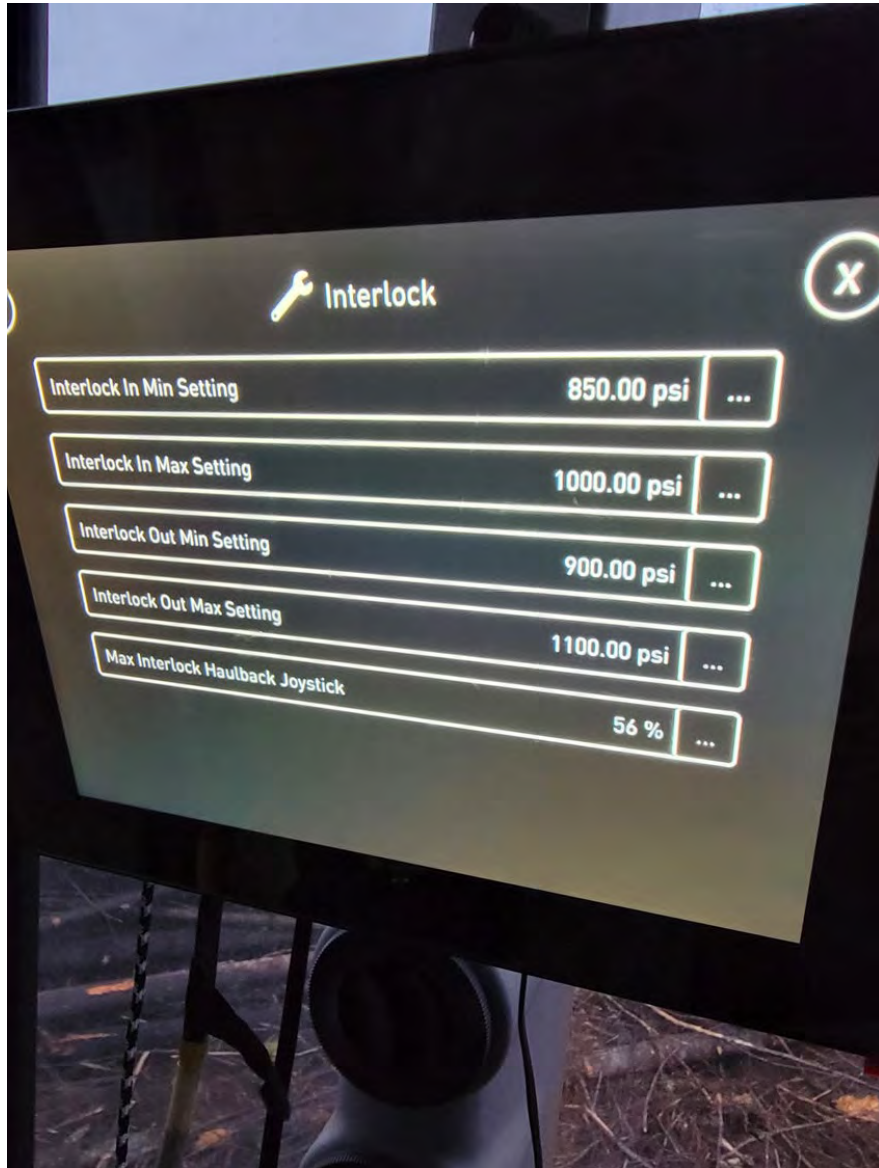 Interlock
X
Interlock In Min Setting 850.00 psi ...
Interlock In Max Setting 1000.00 psi ...
Interlock Out Min Setting 900.00 psi ...
Interlock Out Max Setting 1100.00 psi ...
Max Interlock Haulback Joystick 56 % ...